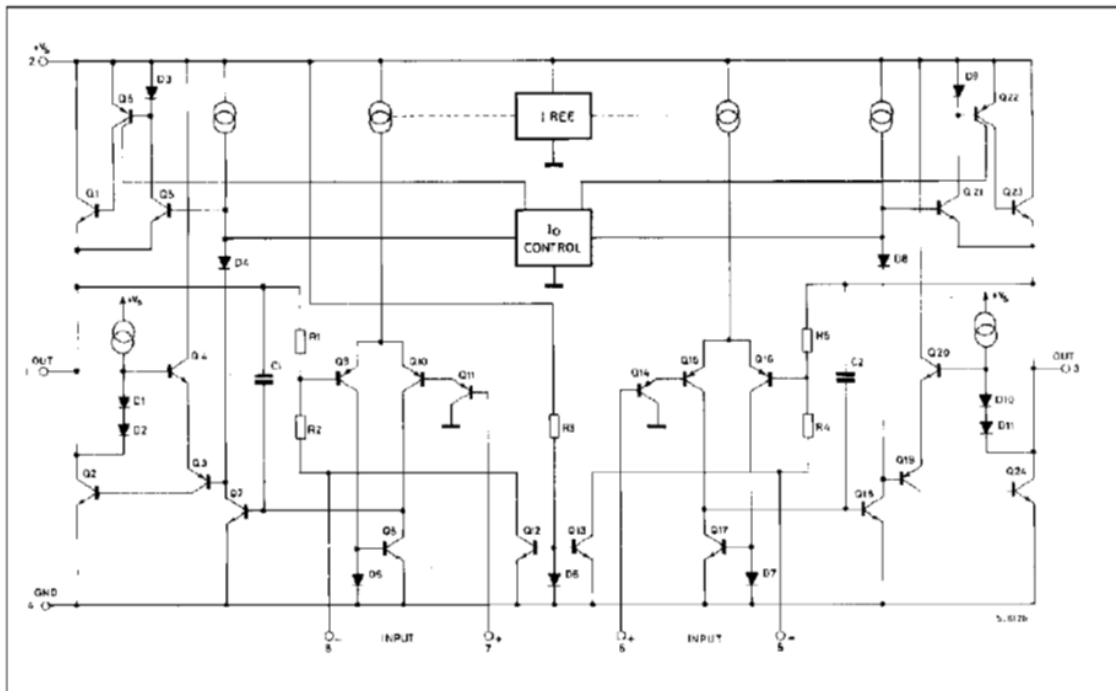 +Vs
2
D3
D9
Q22
I REF
Q1
Q5
Q21
Q23
Io
CONTROL
D4
D8
+Vs
+Vs
R1
R5
OUT
1
Q4
Q9
Q10
Q11
Q14
Q15
Q16
C2
Q20
OUT
3
D1
D2
R2
R3
R4
D10
D11
Q2
Q3
Q7
Q19
Q18
Q24
Q12
Q13
Q17
D5
D6
D7
GND
4
8
-
INPUT
7
+
6
+
INPUT
5
-